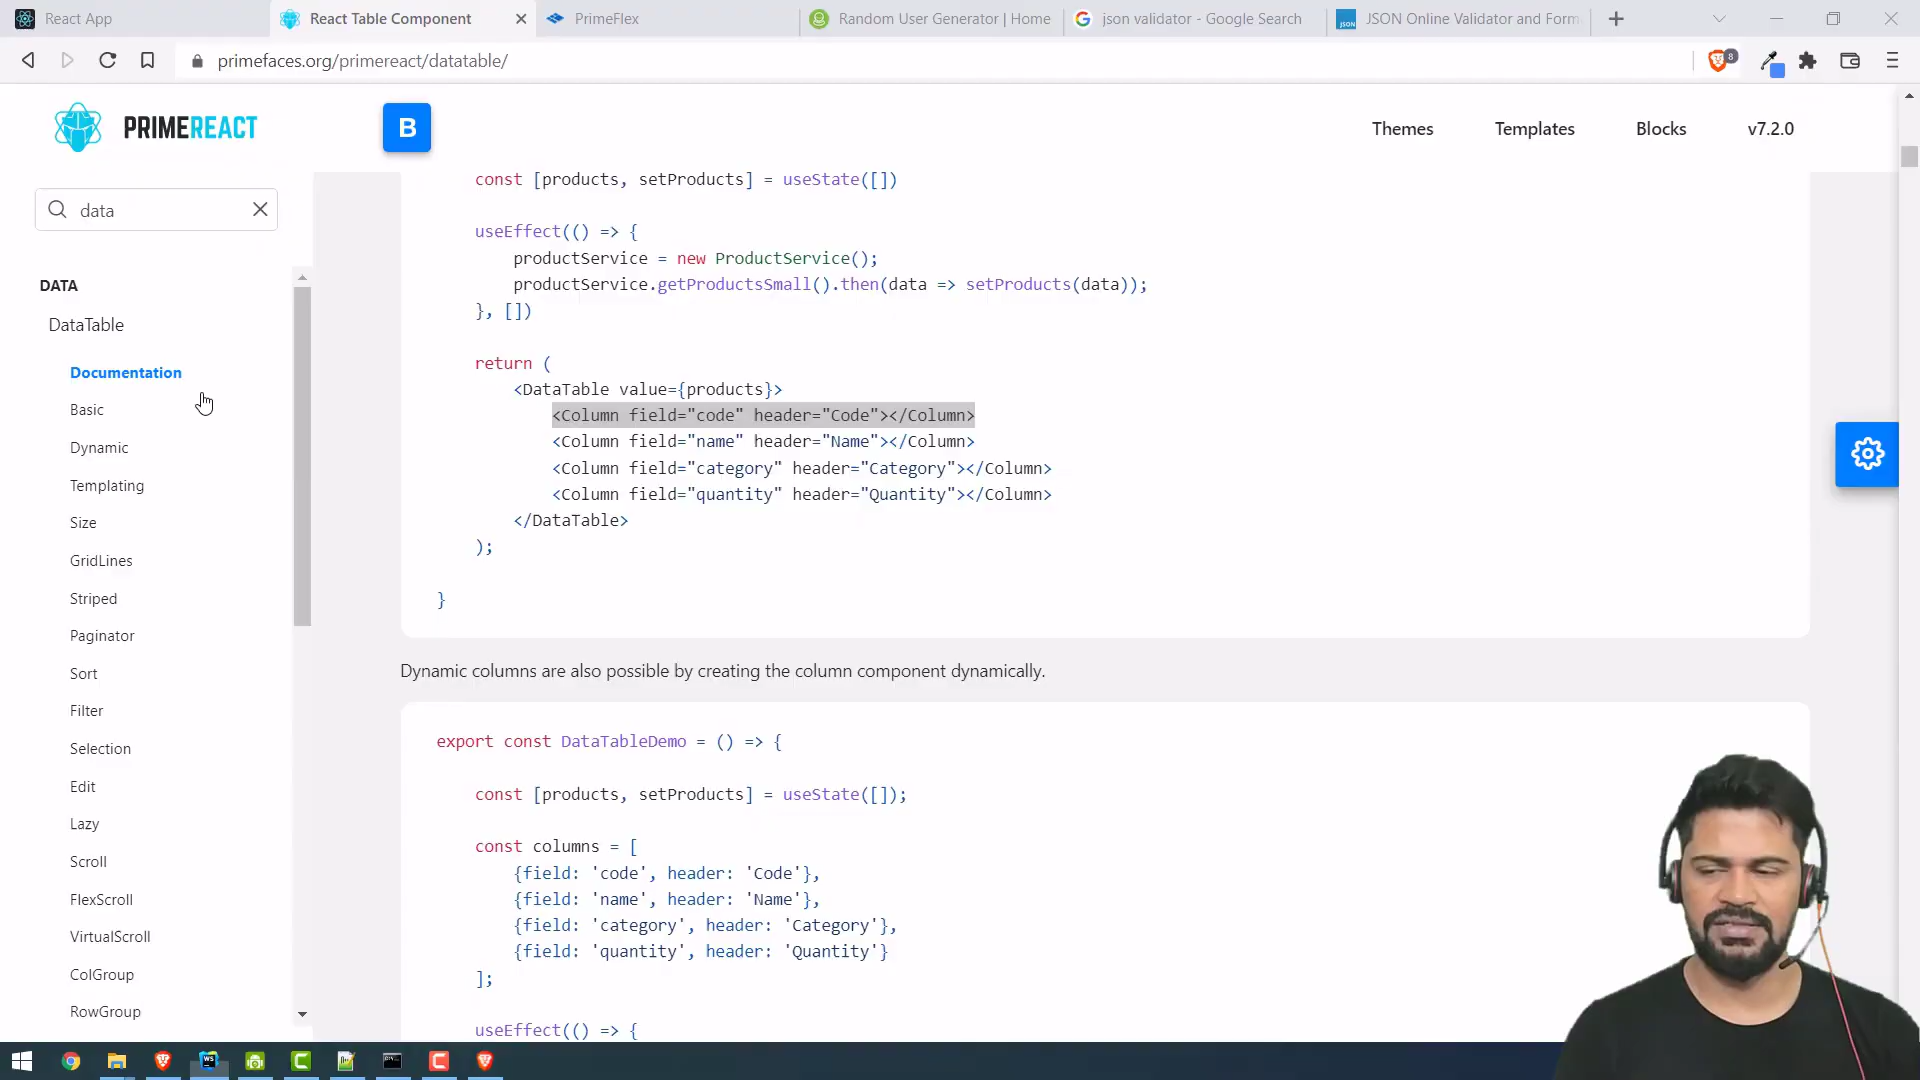 React App
React Table Component
PrimeFlex
Random User Generator | Home
json validator - Google Search
JSON Online Validator and Form
primefaces.org/primereact/datatable/
8
PRIMEREACT
B
Themes
Templates
Blocks
v7.2.0
data
DATA
DataTable
Documentation
Basic
Dynamic
Templating
Size
GridLines
Striped
Paginator
Sort
Filter
Selection
Edit
Lazy
Scroll
FlexScroll
VirtualScroll
ColGroup
RowGroup
const [products, setProducts] = useState([])
useEffect(() => {
productService = new ProductService();
productService.getProductsSmall().then(data => setProducts(data));
}, [])
return (
<DataTable value={products}>
<Column field="code" header="Code"></Column>
<Column field="name" header="Name"></Column>
<Column field="category" header="Category"></Column>
<Column field="quantity" header="Quantity"></Column>
</DataTable>
);
}
Dynamic columns are also possible by creating the column component dynamically.
export const DataTableDemo = () => {
const [products, setProducts] = useState([]);
const columns = [
{field: 'code', header: 'Code'},
{field: 'name', header: 'Name'},
{field: 'category', header: 'Category'},
{field: 'quantity', header: 'Quantity'}
];
useEffect(() => {